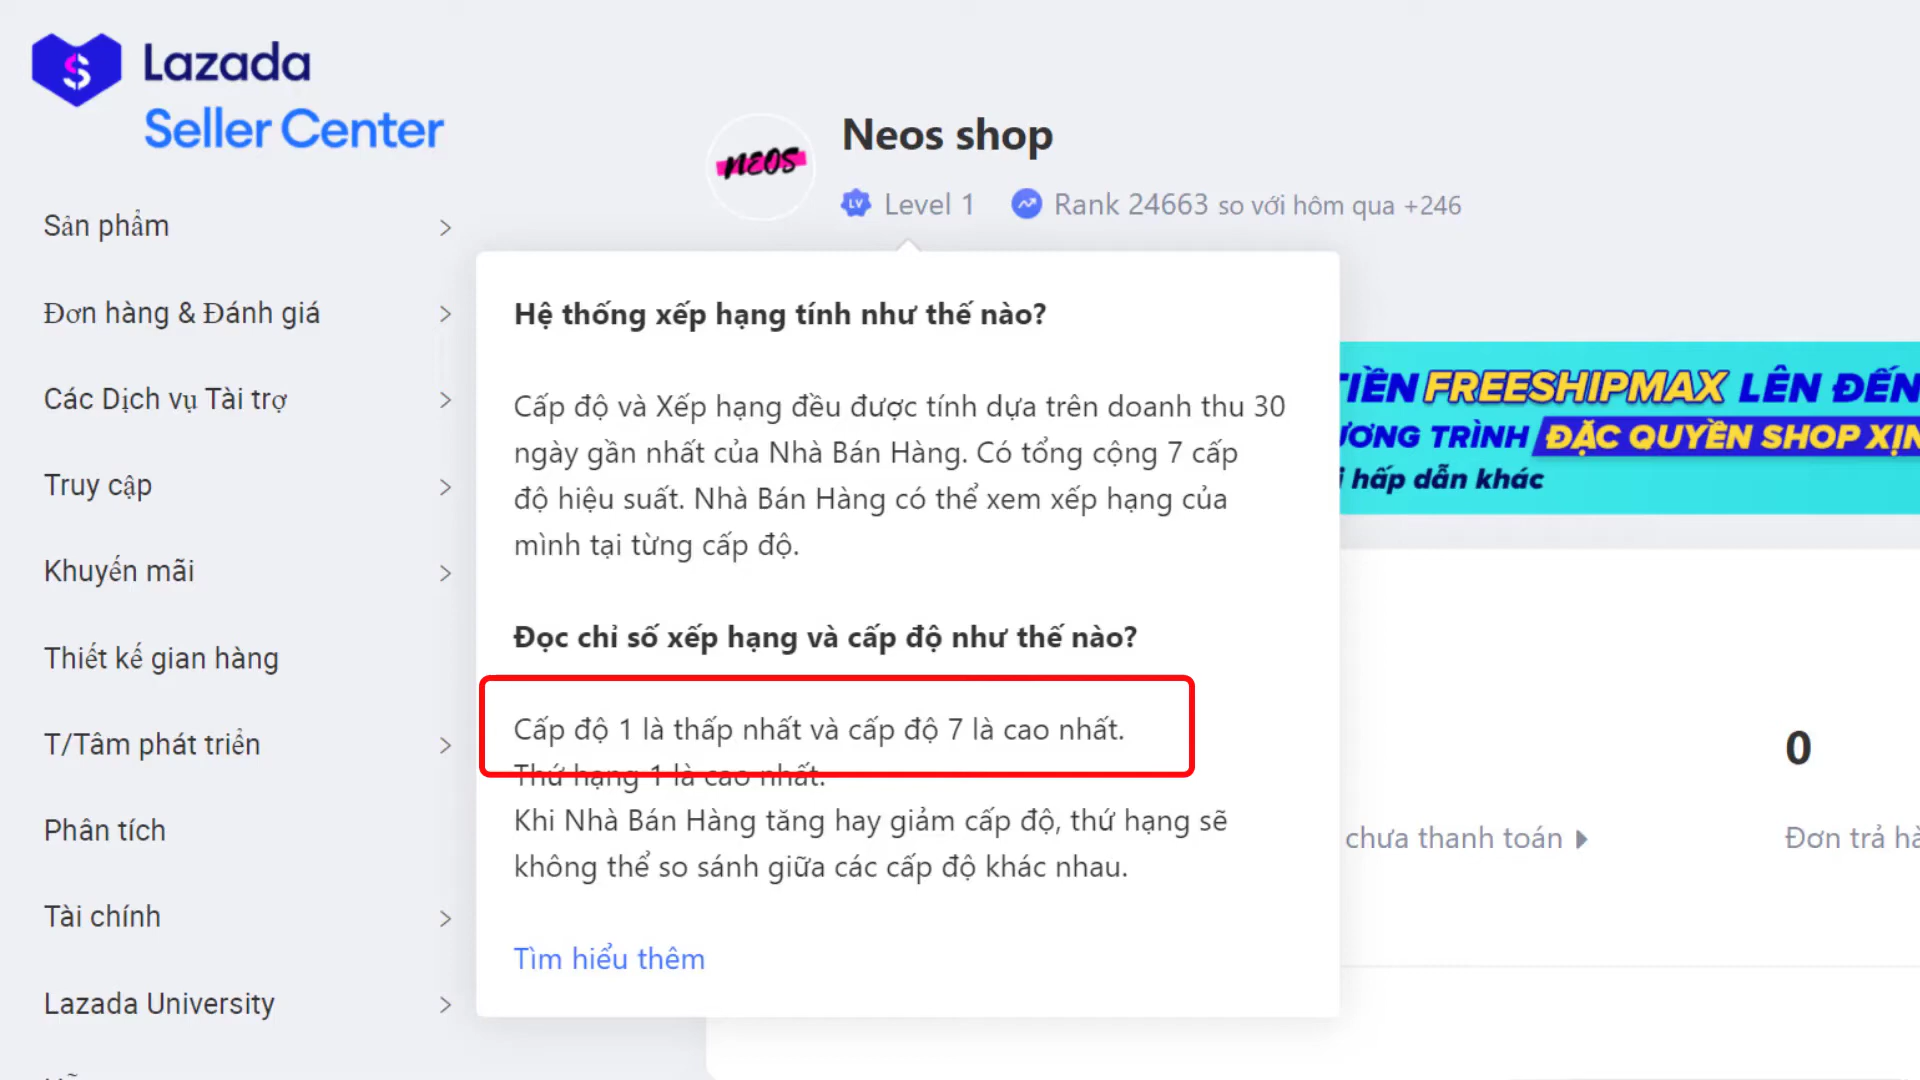 Lazada
Seller Center
NEOS
Neos shop
LV Level 1 Rank 24663 so với hôm qua +246
Sản phẩm
Đơn hàng & Đánh giá
Các Dịch vụ Tài trợ
Truy cập
Khuyến mãi
Thiết kế gian hàng
T/Tâm phát triển
Phân tích
Tài chính
Lazada University
Hệ thống xếp hạng tính như thế nào?
Cấp độ và Xếp hạng đều được tính dựa trên doanh thu 30
ngày gần nhất của Nhà Bán Hàng. Có tổng cộng 7 cấp
độ hiệu suất. Nhà Bán Hàng có thể xem xếp hạng của
mình tại từng cấp độ.
Đọc chỉ số xếp hạng và cấp độ như thế nào?
Cấp độ 1 là thấp nhất và cấp độ 7 là cao nhất.
Thứ hạng 1 là cao nhất.
Khi Nhà Bán Hàng tăng hay giảm cấp độ, thứ hạng sẽ
không thể so sánh giữa các cấp độ khác nhau.
Tìm hiểu thêm
TIỀN FREESHIPMAX LÊN ĐẾN
ƯƠNG TRÌNH ĐẶC QUYỀN SHOP XỊN
i hấp dẫn khác
0
chưa thanh toán
Đơn trả hà